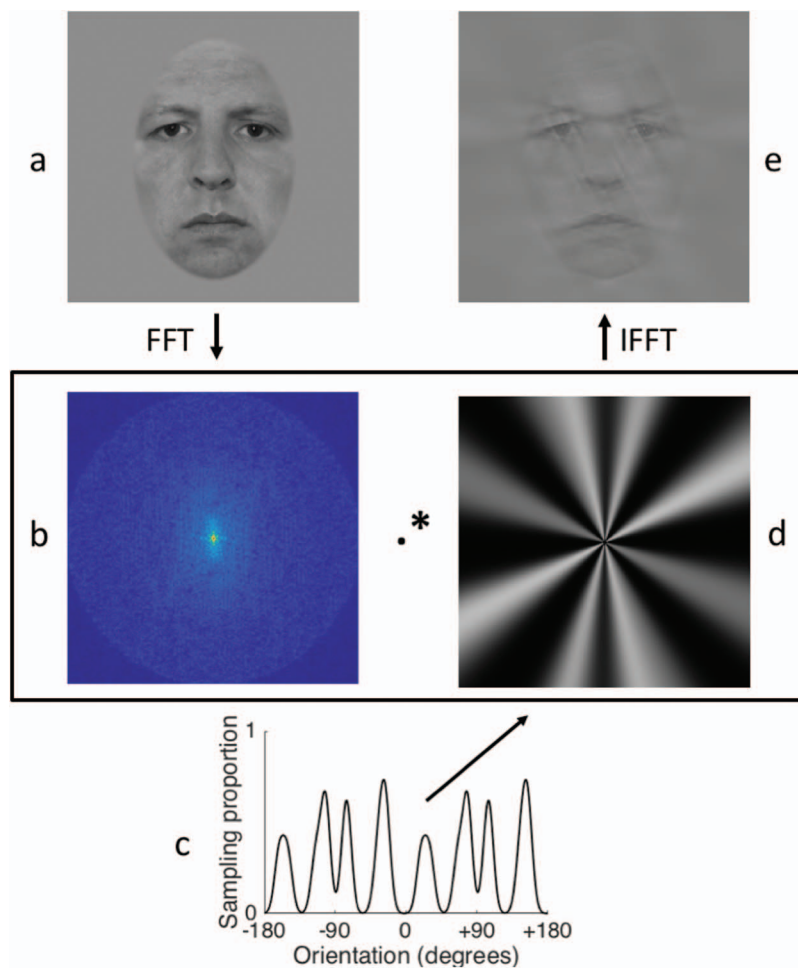 a
e
FFT
IFFT
b
.*
d
c
Sampling proportion
1
0
-180
-90
0
+90
+180
Orientation (degrees)